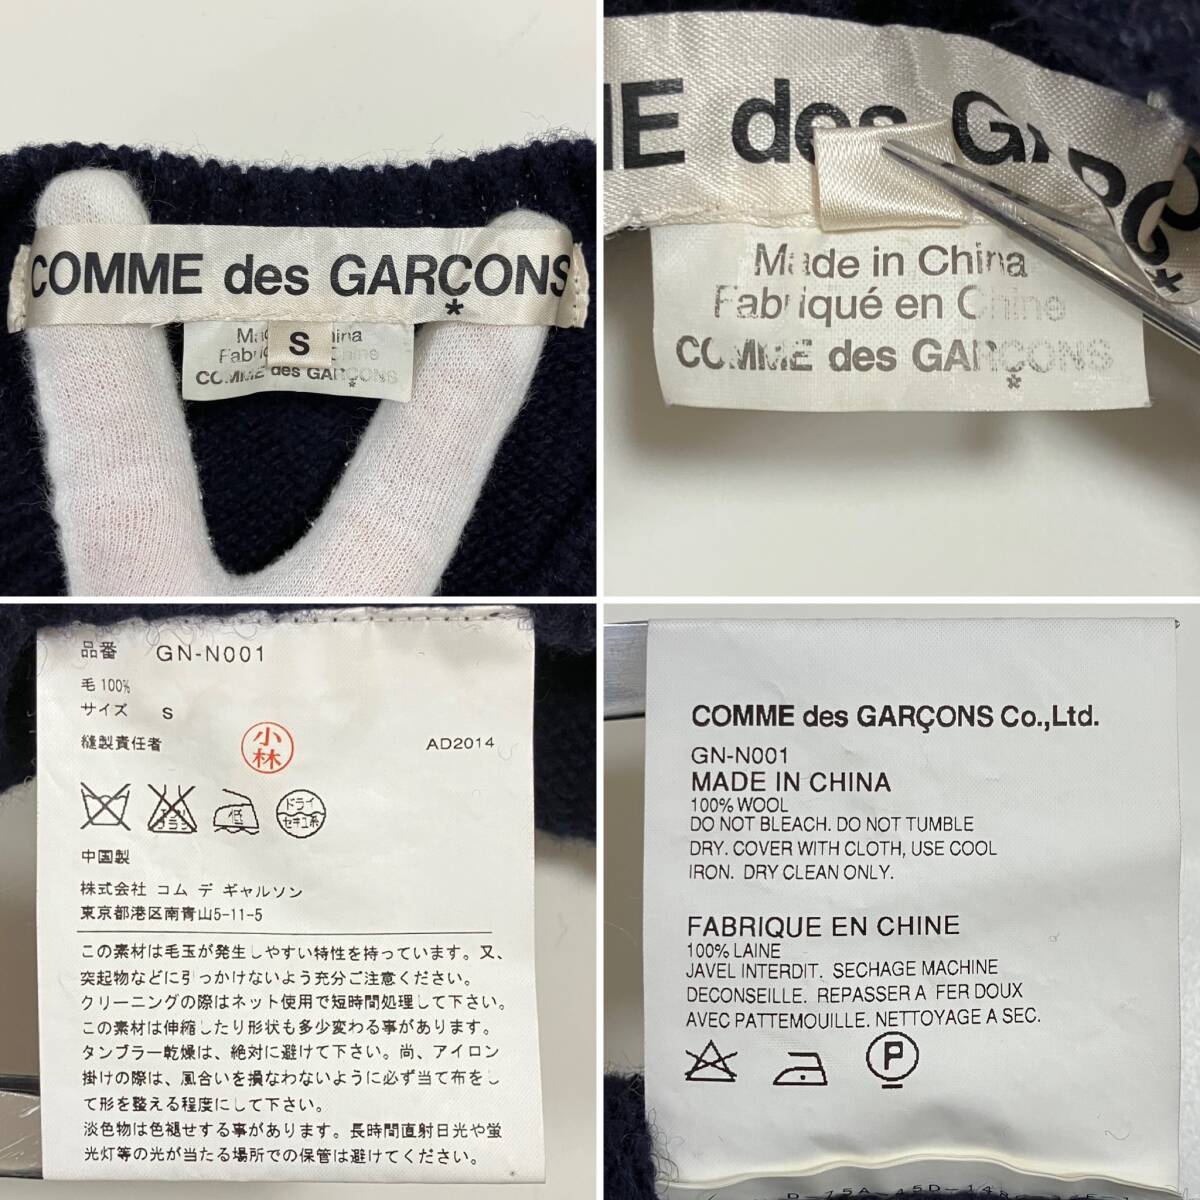 COMME des GARÇONS
*
S
COMME des GARÇONS
*
Made in China
Fabriqué en Chine
COMME des GARÇONS
*
品番 GN-N001
毛 100%
サイズ S
縫製責任者 小林 AD2014
エンソ サラシ 低 ドライ セキユ系
中国製
株式会社 コム デ ギャルソン
東京都港区南青山5-11-5
この素材は毛玉が発生しやすい特性を持っています。又、
突起物などに引っかけないよう充分ご注意ください。
クリーニングの際はネット使用で短時間処理して下さい。
この素材は伸縮したり形状も多少変わる事があります。
タンブラー乾燥は、絶対に避けて下さい。尚、アイロン
掛けの際は、風合いを損なわないように必ず当て布をし
て形を整える程度にして下さい。
淡色物は色褪せする事があります。長時間直射日光や蛍
光灯等の光が当たる場所での保管は避けてください。
COMME des GARÇONS Co.,Ltd.
GN-N001
MADE IN CHINA
100% WOOL
DO NOT BLEACH. DO NOT TUMBLE
DRY. COVER WITH CLOTH, USE COOL
IRON. DRY CLEAN ONLY.
FABRIQUE EN CHINE
100% LAINE
JAVEL INTERDIT. SECHAGE MACHINE
DECONSEILLE. REPASSER A FER DOUX
AVEC PATTEMOUILLE. NETTOYAGE A SEC.
P